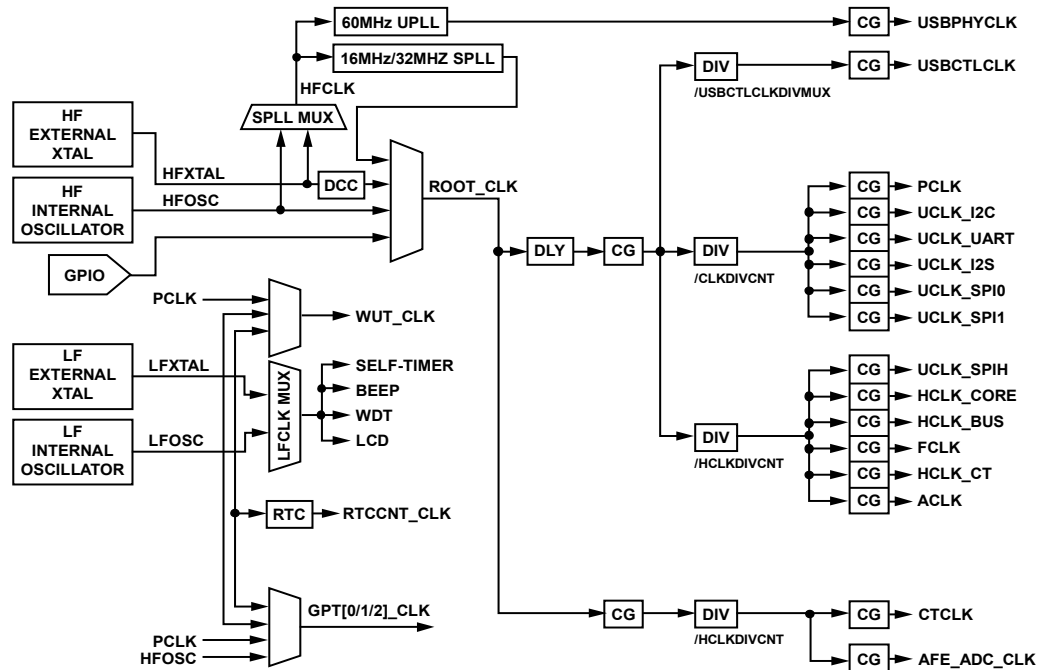 60MHz UPLL
CG
USBPHYCLK
16MHz/32MHZ SPLL
HFCLK
DIV
CG
USBCTLCLK
/USBCTLCLKDIVMUX
SPLL MUX
HF
EXTERNAL
XTAL
HFXTAL
DCC
ROOT_CLK
HF
INTERNAL
OSCILLATOR
HFOSC
GPIO
DLY
CG
DIV
/CLKDIVCNT
CG
PCLK
CG
UCLK_I2C
CG
UCLK_UART
CG
UCLK_I2S
CG
UCLK_SPI0
CG
UCLK_SPI1
PCLK
WUT_CLK
LF
EXTERNAL
XTAL
LFXTAL
LFCLK MUX
SELF-TIMER
BEEP
WDT
LCD
LF
INTERNAL
OSCILLATOR
LFOSC
DIV
/HCLKDIVCNT
CG
UCLK_SPIH
CG
HCLK_CORE
CG
HCLK_BUS
CG
FCLK
CG
HCLK_CT
CG
ACLK
RTC
RTCCNT_CLK
GPT[0/1/2]_CLK
PCLK
HFOSC
CG
DIV
/HCLKDIVCNT
CG
CTCLK
CG
AFE_ADC_CLK